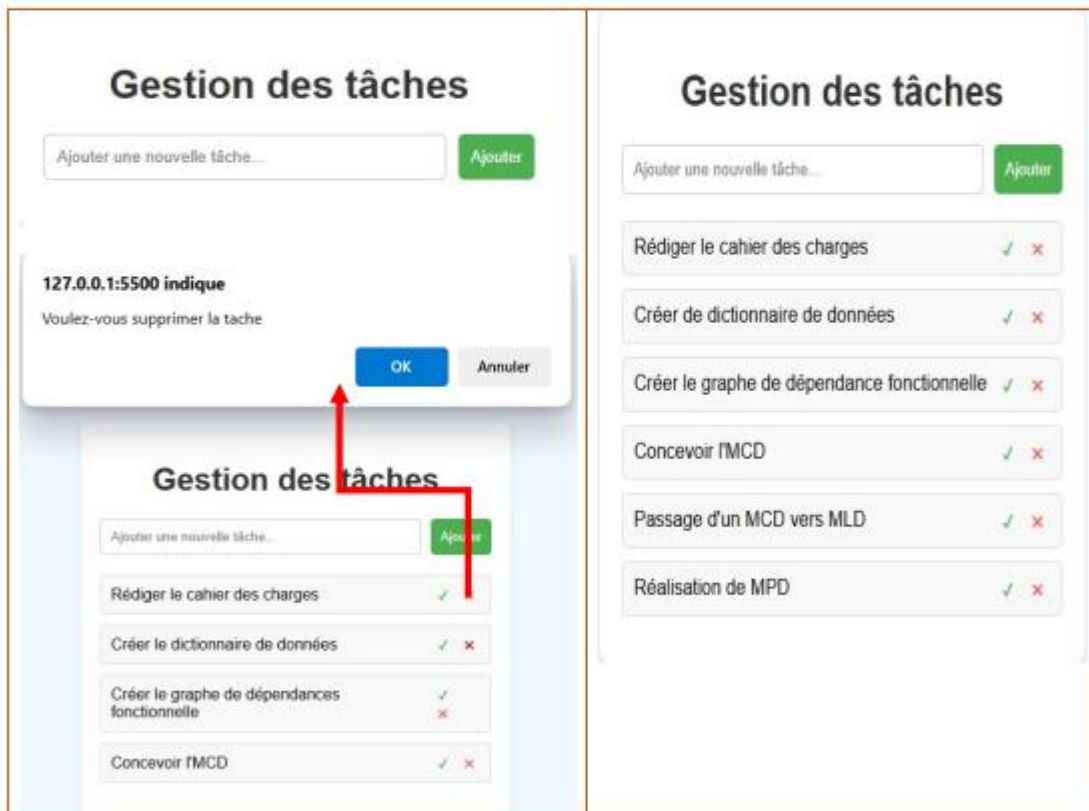 Gestion des tâches
Ajouter une nouvelle tâche...
Ajouter
127.0.0.1:5500 indique
Voulez-vous supprimer la tache
OK
Annuler
Gestion des tâches
Ajouter une nouvelle tâche...
Ajouter
Rédiger le cahier des charges
✓
Créer le dictionnaire de données
✓ ×
Créer le graphe de dépendances
fonctionnelle
✓
×
Concevoir l'MCD
✓ ×
Gestion des tâches
Ajouter une nouvelle tâche...
Ajouter
Rédiger le cahier des charges ✓ ×
Créer de dictionnaire de données ✓ ×
Créer le graphe de dépendance fonctionnelle ✓ ×
Concevoir l'MCD ✓ ×
Passage d'un MCD vers MLD ✓ ×
Réalisation de MPD ✓ ×